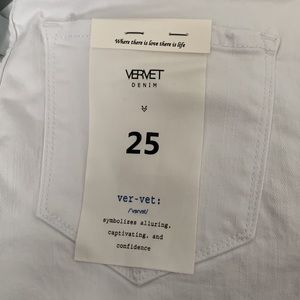 Where there is love there is life
VERVET
DENIM
25
ver-vet:
/'vərvət/
symbolizes alluring,
captivating, and
confidence